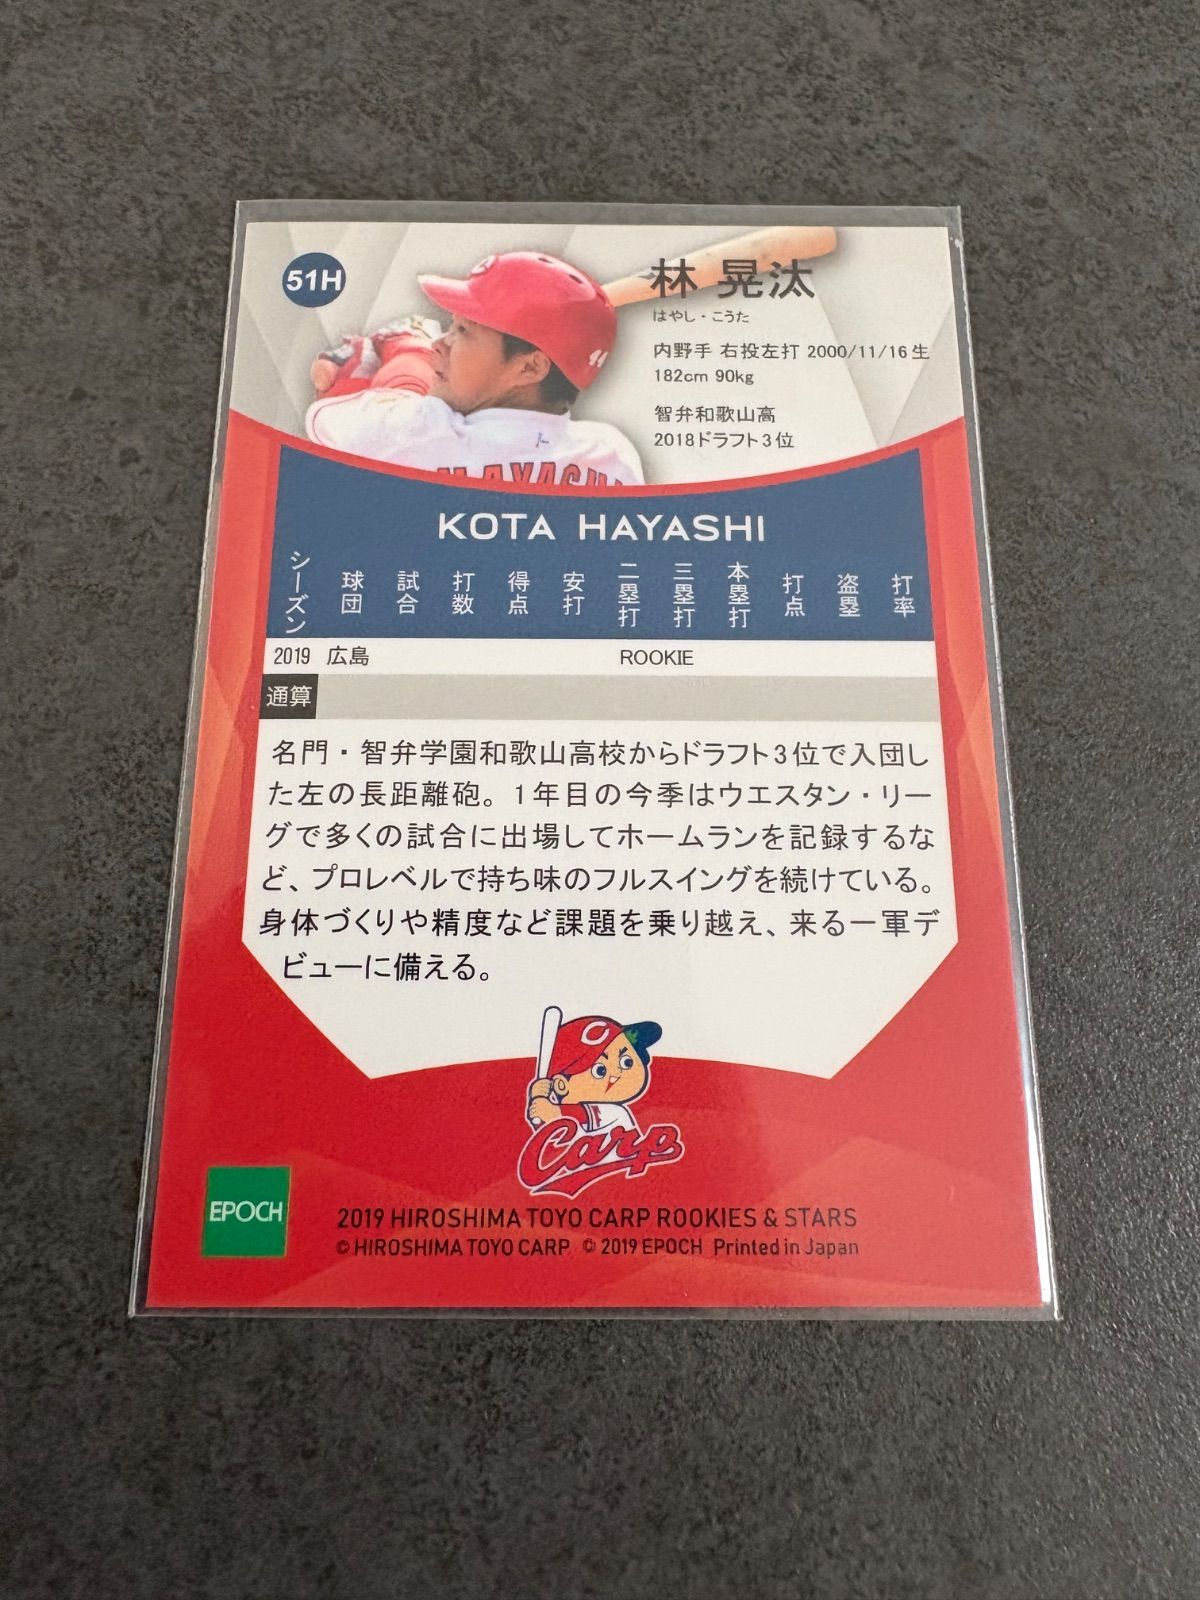 51H
林 晃汰
はやし・こうた
内野手 右投左打 2000/11/16生
182cm 90kg
智弁和歌山高
2018ドラフト3位
44
HAYASHI
KOTA HAYASHI
シーズン 球団 試合 打数 得点 安打 二塁打 三塁打 本塁打 打点 盗塁 打率
2019 広島 ROOKIE
通算
名門・智弁学園和歌山高校からドラフト3位で入団し
た左の長距離砲。1年目の今季はウエスタン・リー
グで多くの試合に出場してホームランを記録するな
ど、プロレベルで持ち味のフルスイングを続けている。
身体づくりや精度など課題を乗り越え、来る一軍デ
ビューに備える。
C
Carp
EPOCH
2019 HIROSHIMA TOYO CARP ROOKIES & STARS
© HIROSHIMA TOYO CARP © 2019 EPOCH Printed in Japan